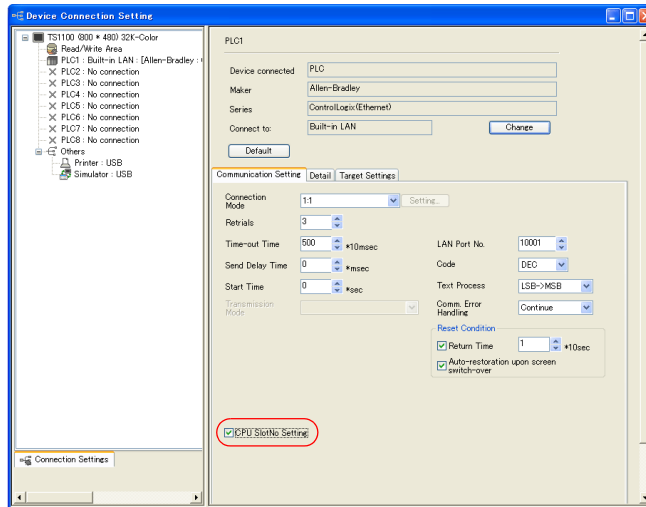 Device Connection Setting
TS1100 (800 * 480) 32K-Color
Read/Write Area
PLC1 : Built-in LAN : [Allen-Bradley :
PLC2 : No connection
PLC3 : No connection
PLC4 : No connection
PLC5 : No connection
PLC6 : No connection
PLC7 : No connection
PLC8 : No connection
Others
Printer : USB
Simulator : USB
Connection Settings
PLC1
Device connected PLC
Maker Allen-Bradley
Series ControlLogix(Ethernet)
Connect to: Built-in LAN Change
Default
Communication Setting Detail Target Settings
Connection Mode 1:1 Setting...
Retrials 3
Time-out Time 500 *10msec LAN Port No. 10001
Send Delay Time 0 *msec Code DEC
Start Time 0 *sec Text Process LSB->MSB
Transmission Mode Comm. Error Handling Continue
Reset Condition
Return Time 1 *10sec
Auto-restoration upon screen
switch-over
CPU SlotNo Setting